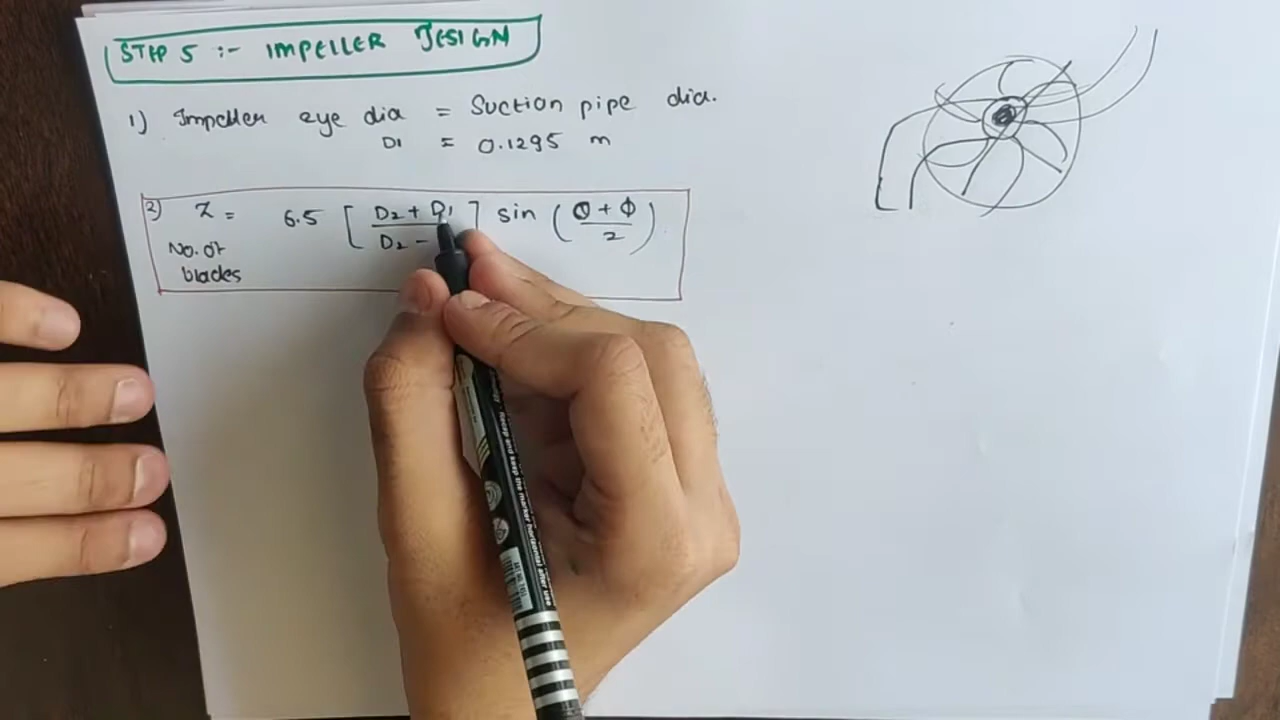 STEP 5 :- IMPELLER DESIGN
1) Impeller eye dia = Suction pipe dia.
D1 = 0.1295 m
2) Z = 6.5 [ D2 + D1 / D2 - ] sin ( θ + Φ / 2 )
No. of
blades